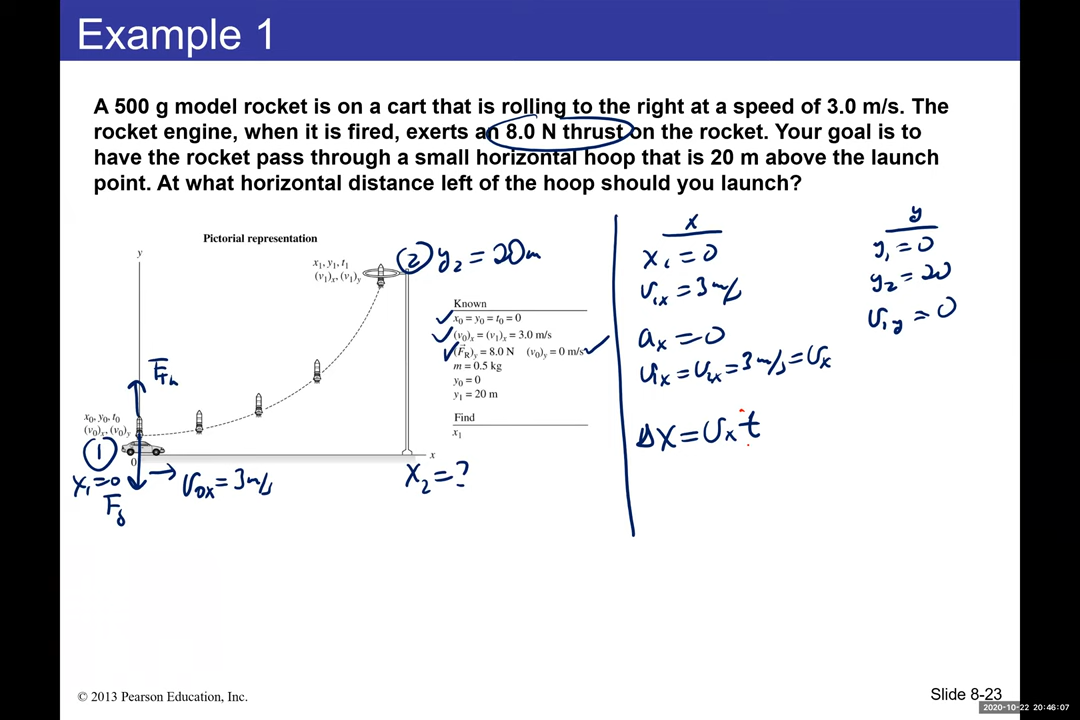 Example 1
A 500 g model rocket is on a cart that is rolling to the right at a speed of 3.0 m/s. The
rocket engine, when it is fired, exerts an 8.0 N thrust on the rocket. Your goal is to
have the rocket pass through a small horizontal hoop that is 20 m above the launch
point. At what horizontal distance left of the hoop should you launch?
Pictorial representation
y
x₁, y₁, t₁
(v₁)ₓ, (v₁)ᵧ
② y₂ = 20m
Known
x₀ = y₀ = t₀ = 0
(v₀)ₓ = (v₁)ₓ = 3.0 m/s
(F⃗_R)ᵧ = 8.0 N (v₀)ᵧ = 0 m/s
m = 0.5 kg
y₀ = 0
y₁ = 20 m
Find
x₁
F_Th
x₀, y₀, t₀
(v₀)ₓ, (v₀)ᵧ
①
0
x
x₁=0
→ v₀ₓ = 3m/s
F_g
x₂ = ?
x
x₁ = 0
v₁ₓ = 3m/s
aₓ = 0
v₁ₓ = v₂ₓ = 3m/s = vₓ
Δx = vₓ t
y
y₁ = 0
y₂ = 20
v₁ᵧ = 0
© 2013 Pearson Education, Inc.
Slide 8-23
2020-10-22 20:46:07